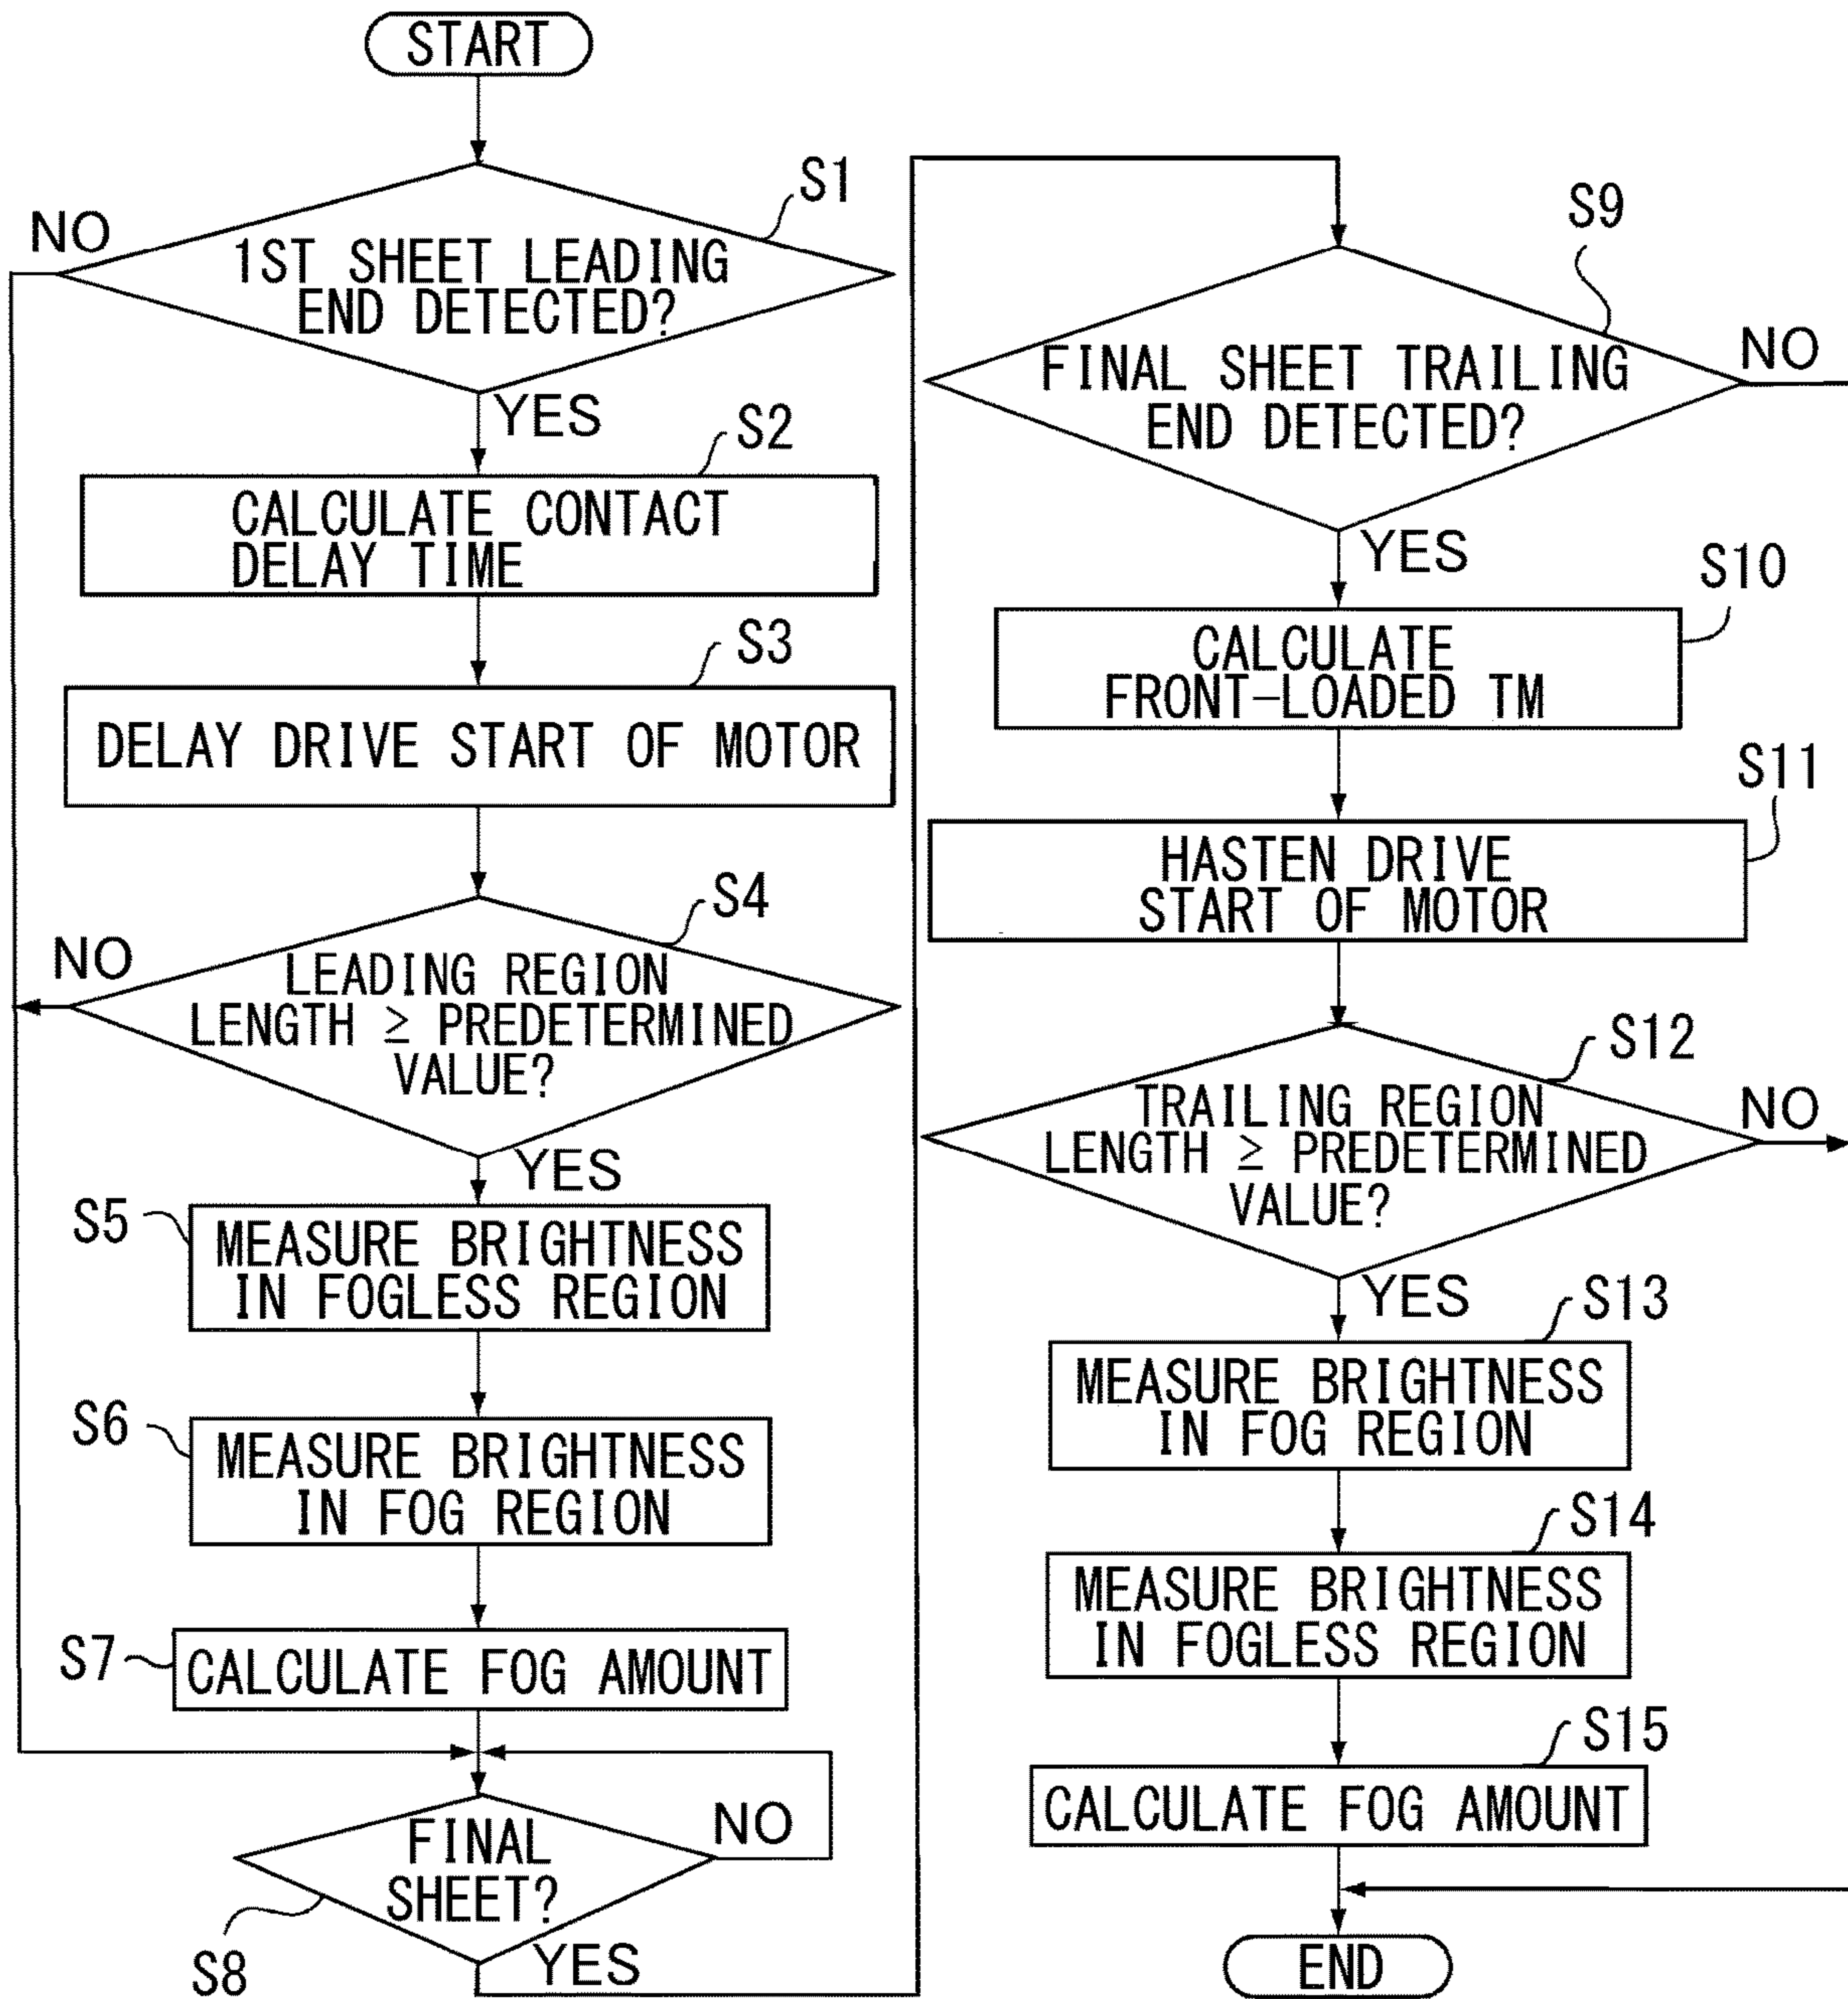 START
S1
NO
1ST SHEET LEADING
END DETECTED?
YES
S2
CALCULATE CONTACT
DELAY TIME
S3
DELAY DRIVE START OF MOTOR
S4
NO
LEADING REGION
LENGTH ≥ PREDETERMINED
VALUE?
YES
S5
MEASURE BRIGHTNESS
IN FOGLESS REGION
S6
MEASURE BRIGHTNESS
IN FOG REGION
S7
CALCULATE FOG AMOUNT
FINAL
SHEET?
NO
S8
YES
S9
FINAL SHEET TRAILING
END DETECTED?
NO
YES
S10
CALCULATE
FRONT-LOADED TM
S11
HASTEN DRIVE
START OF MOTOR
S12
TRAILING REGION
LENGTH ≥ PREDETERMINED
VALUE?
NO
YES
S13
MEASURE BRIGHTNESS
IN FOG REGION
S14
MEASURE BRIGHTNESS
IN FOGLESS REGION
S15
CALCULATE FOG AMOUNT
END